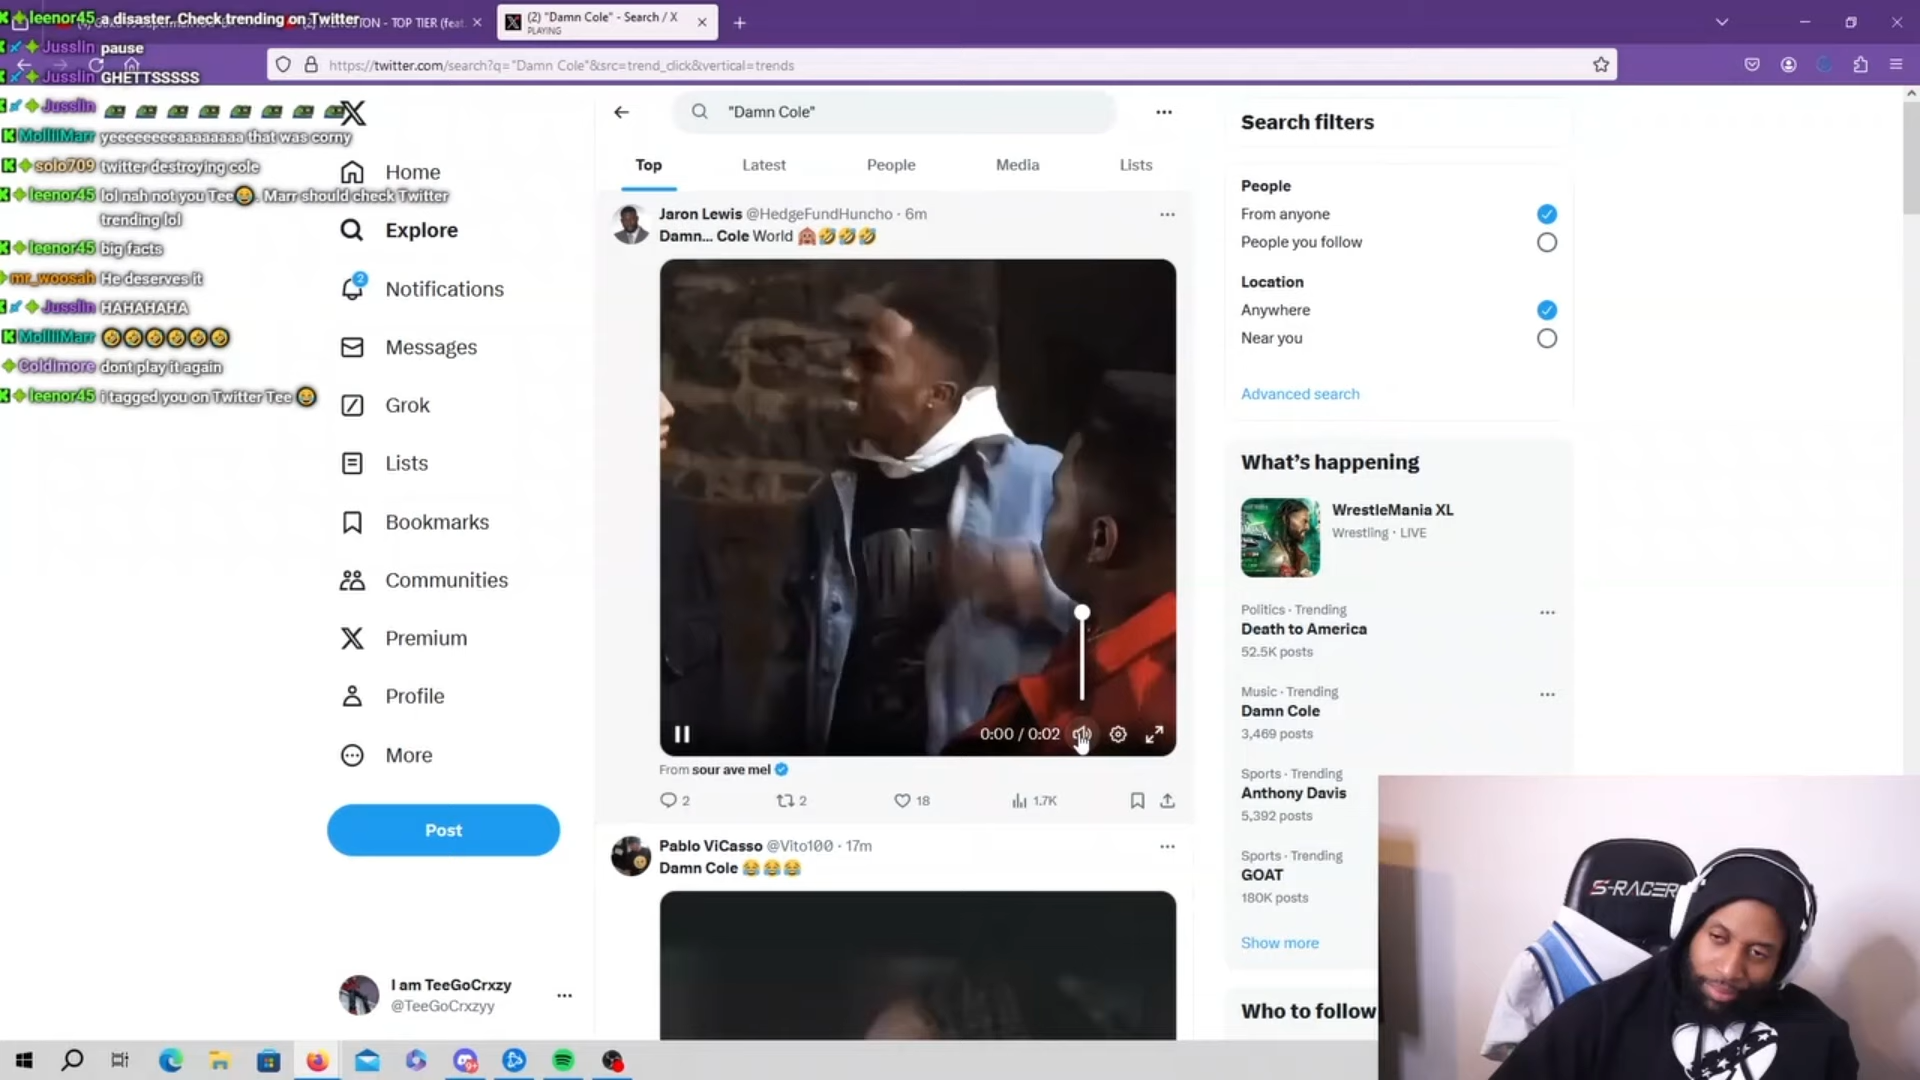 leenor45 a disaster. Check trending on Twitter
Jusslin pause
Jusslin GHETTSSSSS
Jusslin
MollilMarr yeeeeeeeeaaaaaaaa that was corny
solo709 twitter destroying cole
leenor45 lol nah not you Tee😂. Marr should check Twitter
trending lol
leenor45 big facts
mr_woosah He deserves it
Jusslin HAHAHAHA
MollilMarr 🤣🤣🤣🤣🤣🤣
Coldimore dont play it again
leenor45 i tagged you on Twitter Tee 😂
- TOP TIER (feat.
(2) "Damn Cole" - Search / X
PLAYING
https://twitter.com/search?q="Damn Cole"&src=trend_click&vertical=trends
Home
Explore
2
Notifications
Messages
Grok
Lists
Bookmarks
Communities
Premium
Profile
More
Post
I am TeeGoCrxzy
@TeeGoCrxzyy
"Damn Cole"
Top
Latest
People
Media
Lists
Jaron Lewis @HedgeFundHuncho · 6m
Damn... Cole World 🙈🤣🤣🤣
0:00 / 0:02
From sour ave mel
2
2
18
1.7K
Pablo ViCasso @Vito100 · 17m
Damn Cole 😂😂😂
Search filters
People
From anyone
People you follow
Location
Anywhere
Near you
Advanced search
What's happening
WrestleMania XL
Wrestling · LIVE
Politics · Trending
Death to America
52.5K posts
Music · Trending
Damn Cole
3,469 posts
Sports · Trending
Anthony Davis
5,392 posts
Sports · Trending
GOAT
180K posts
Show more
Who to follow
S-RACER